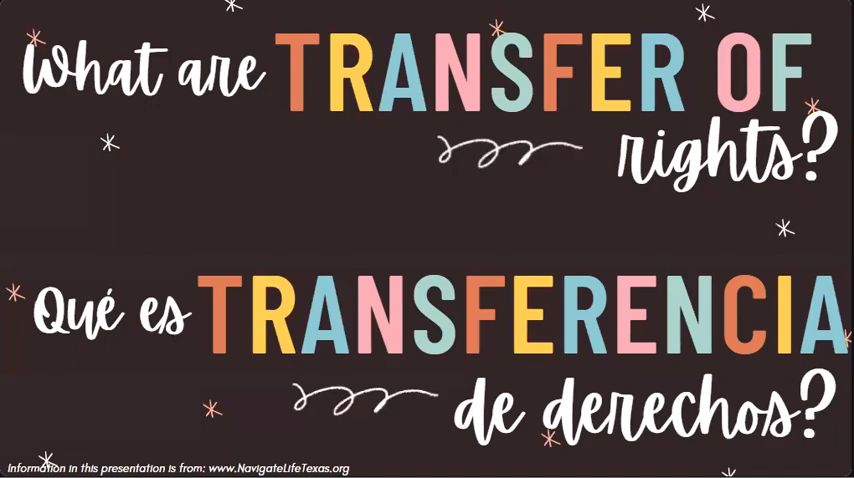 What are TRANSFER OF
rights?
Qué es TRANSFERENCIA
de derechos?
Information in this presentation is from: www.NavigateLifeTexas.org